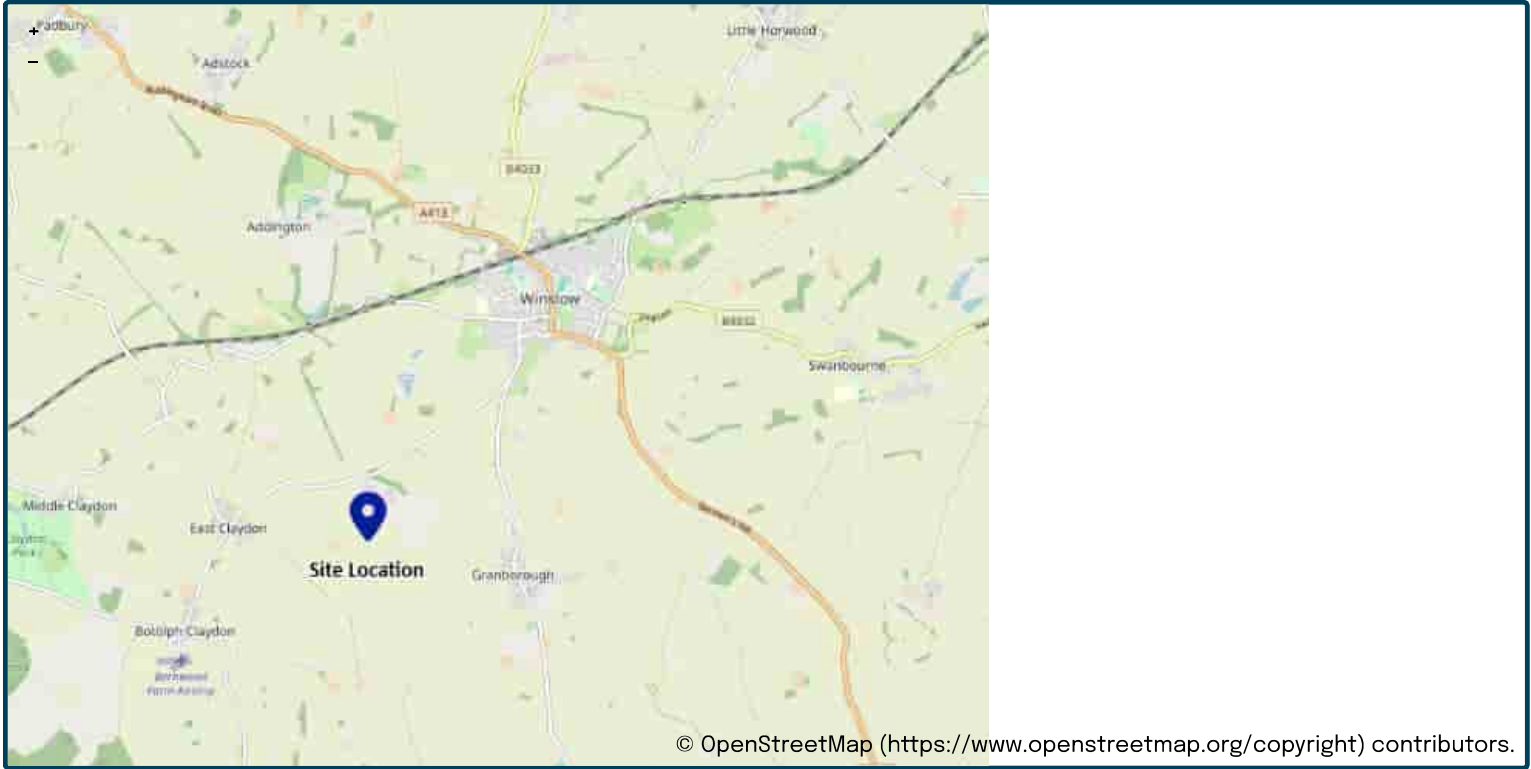 Padbury
+
−
Little Horwood
Adstock
B4033
A413
Addington
Winslow
B4032
Swanbourne
Middle Claydon
East Claydon
Site Location
Granborough
Botolph Claydon
© OpenStreetMap (https://www.openstreetmap.org/copyright) contributors.